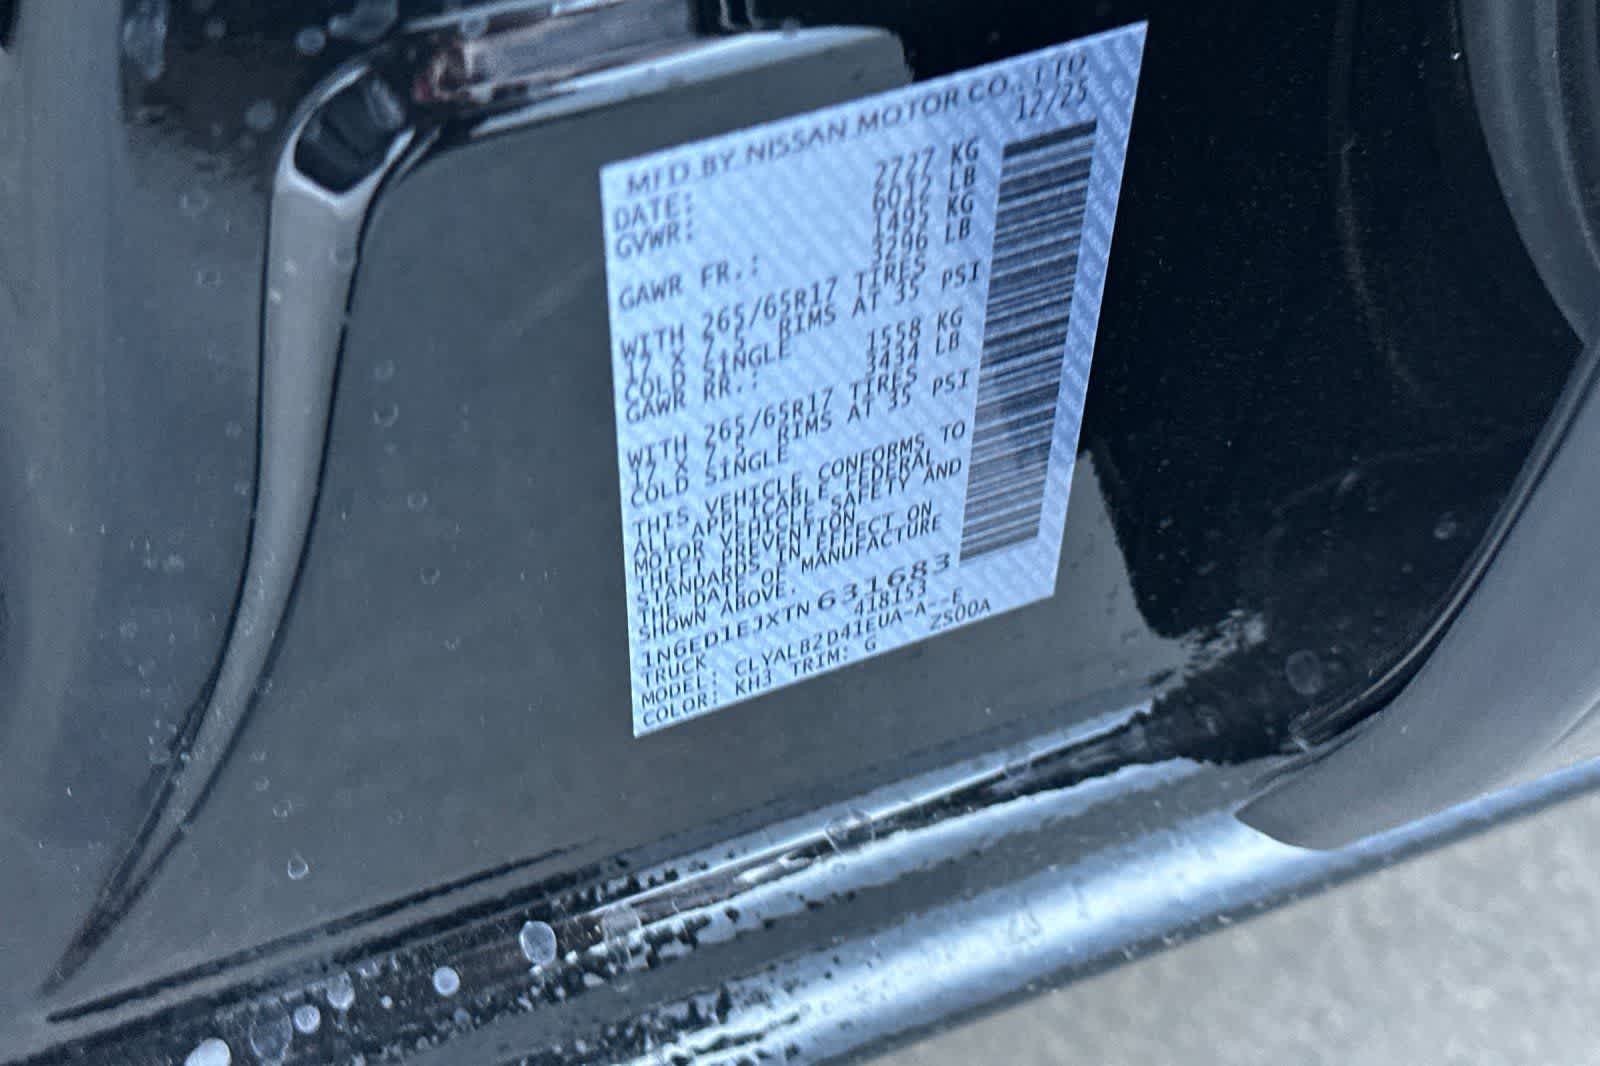 MFD BY NISSAN MOTOR CO., LTD
DATE: 12/25
GVWR: 2727 KG
6012 LB
GAWR FR.: 1495 KG
3296 LB
WITH 265/65R17 TIRES
17 X 7.5 RIMS AT 35 PSI
COLD SINGLE
GAWR RR.: 1558 KG
3434 LB
WITH 265/65R17 TIRES
17 X 7.5 RIMS AT 35 PSI
COLD SINGLE
THIS VEHICLE CONFORMS TO
ALL APPLICABLE FEDERAL
MOTOR VEHICLE SAFETY AND
THEFT PREVENTION
STANDARDS IN EFFECT ON
THE DATE OF MANUFACTURE
SHOWN ABOVE.
1N6ED1EJXTN631683
TRUCK 418153
MODEL: CLYALB2D41EUA-A--E
COLOR: KH3 TRIM: G ZS00A